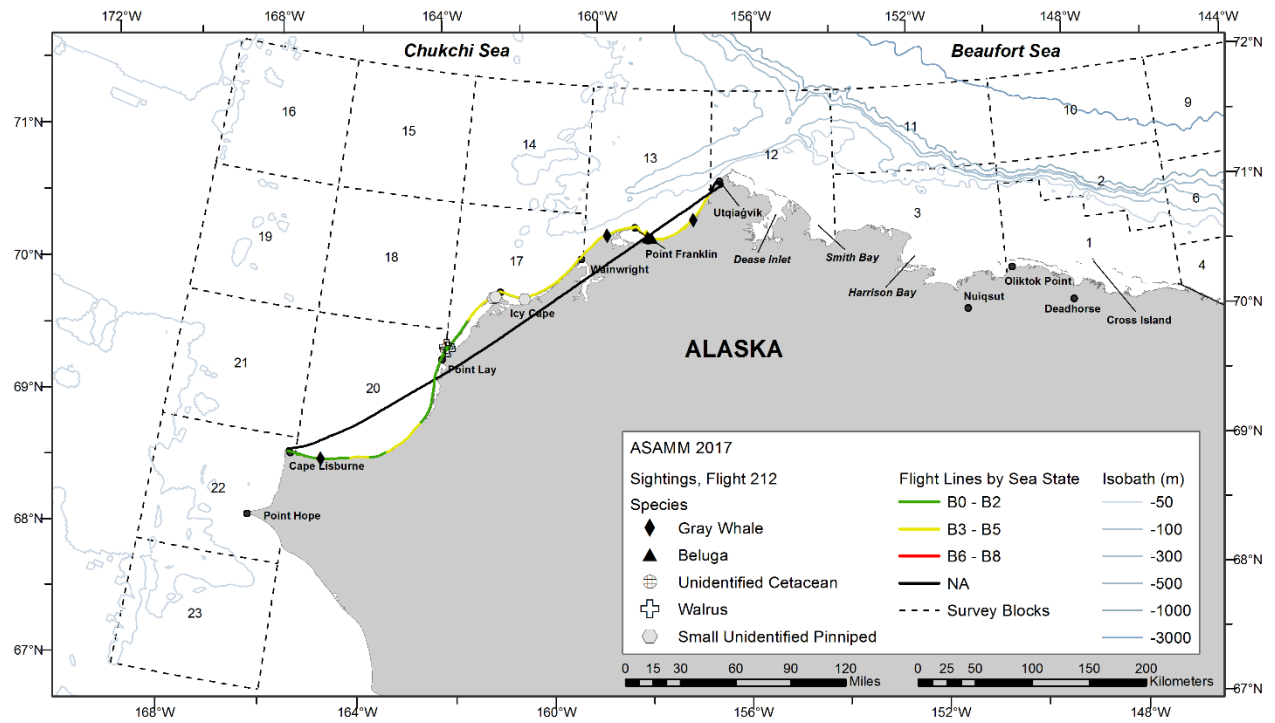 172°W 168°W 164°W 160°W 156°W 152°W 148°W 144°W
Chukchi Sea
Beaufort Sea
72°N
71°N
70°N
69°N
68°N
67°N
72°N
71°N
70°N
69°N
68°N
67°N
16
15
14
13
12
11
10
9
19
18
17
3
2
6
1
4
21
20
22
23
Utqiaġvik
Point Franklin
Wainwright
Dease Inlet
Smith Bay
Harrison Bay
Oliktok Point
Nuiqsut
Deadhorse
Cross Island
Icy Cape
Point Lay
ALASKA
Cape Lisburne
Point Hope
ASAMM 2017
Sightings, Flight 212
Species
Gray Whale
Beluga
Unidentified Cetacean
Walrus
Small Unidentified Pinniped
Flight Lines by Sea State
B0 - B2
B3 - B5
B6 - B8
NA
Survey Blocks
Isobath (m)
-50
-100
-300
-500
-1000
-3000
0 15 30 60 90 120
Miles
0 25 50 100 150 200
Kilometers
168°W 164°W 160°W 156°W 152°W 148°W